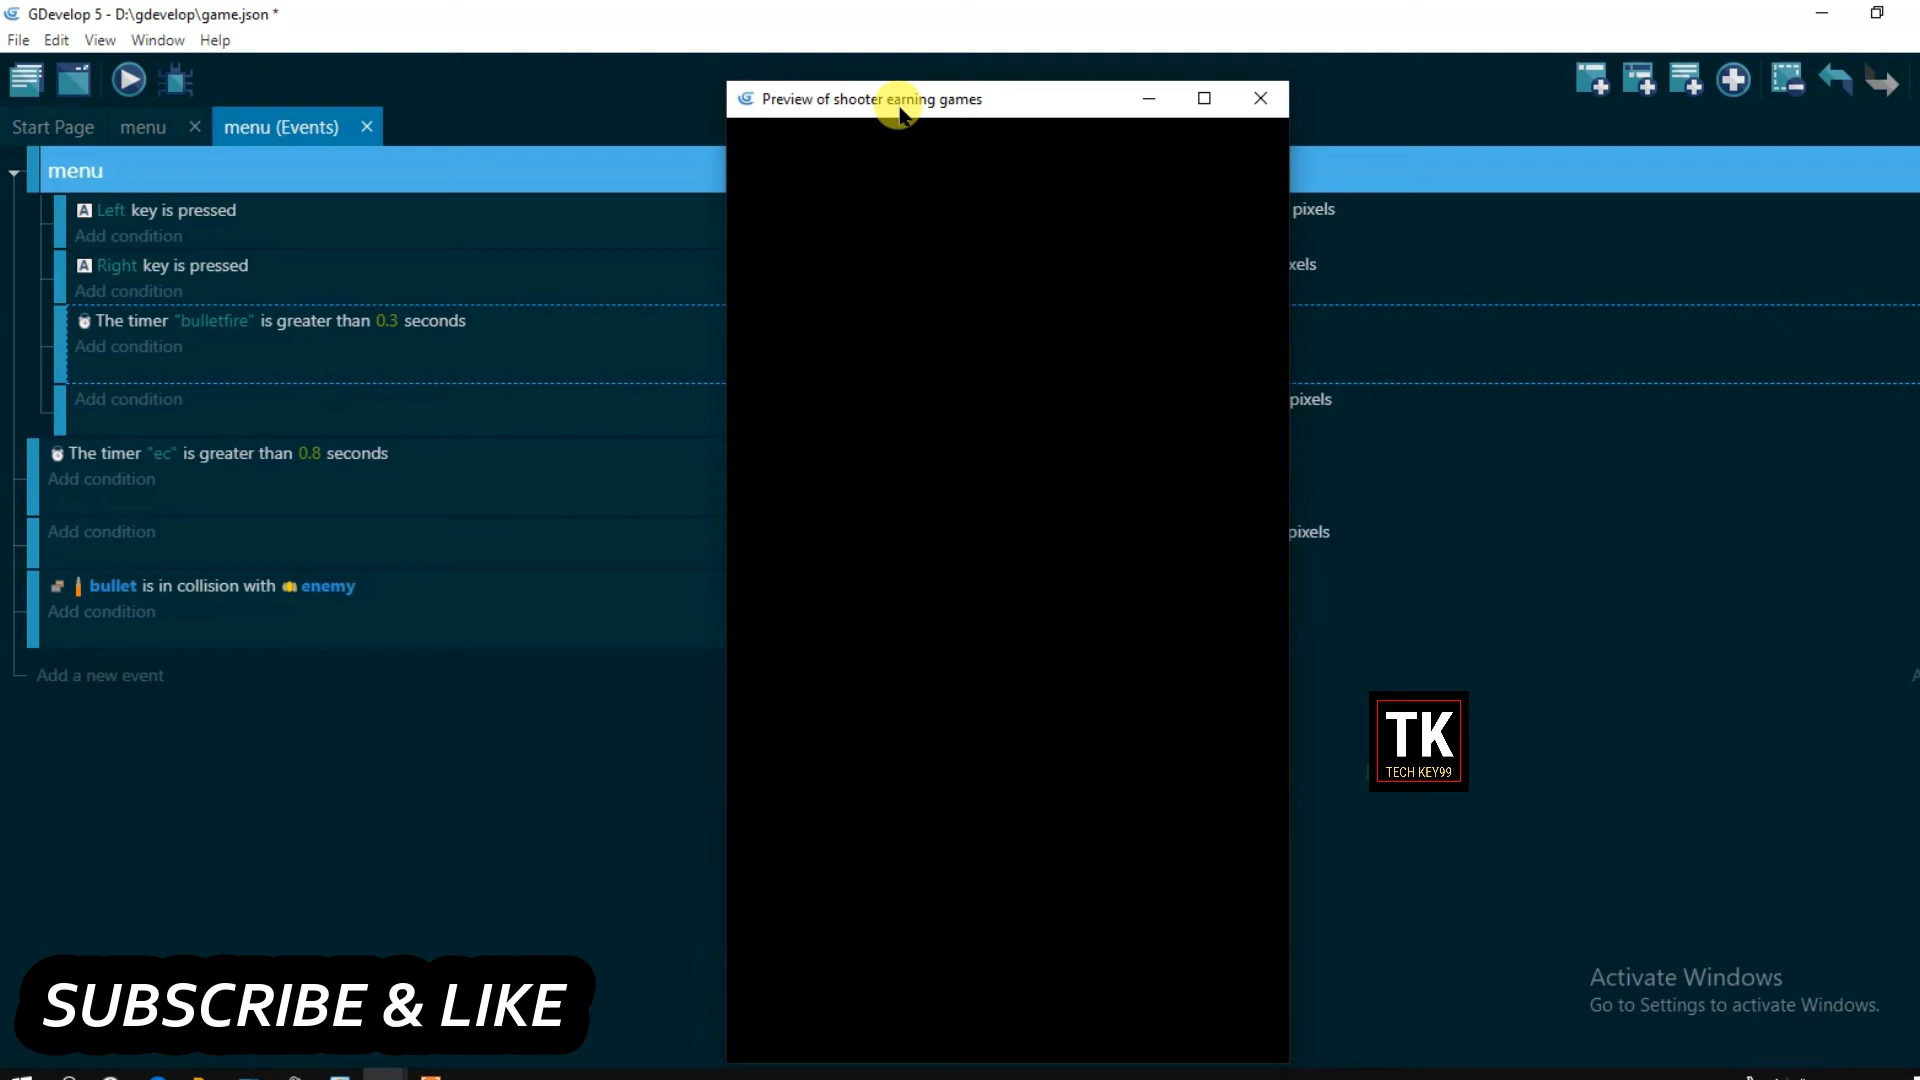 GDevelop 5 - D:\gdevelop\game.json *
File Edit View Window Help
Preview of shooter earning games
Start Page menu menu (Events)
menu
A Left key is pressed
pixels
Add condition
A Right key is pressed
xels
Add condition
The timer "bulletfire" is greater than 0.3 seconds
Add condition
Add condition
pixels
The timer "ec" is greater than 0.8 seconds
Add condition
Add condition
pixels
bullet is in collision with enemy
Add condition
Add a new event
TK
TECH KEY99
Activate Windows
Go to Settings to activate Windows.
SUBSCRIBE & LIKE